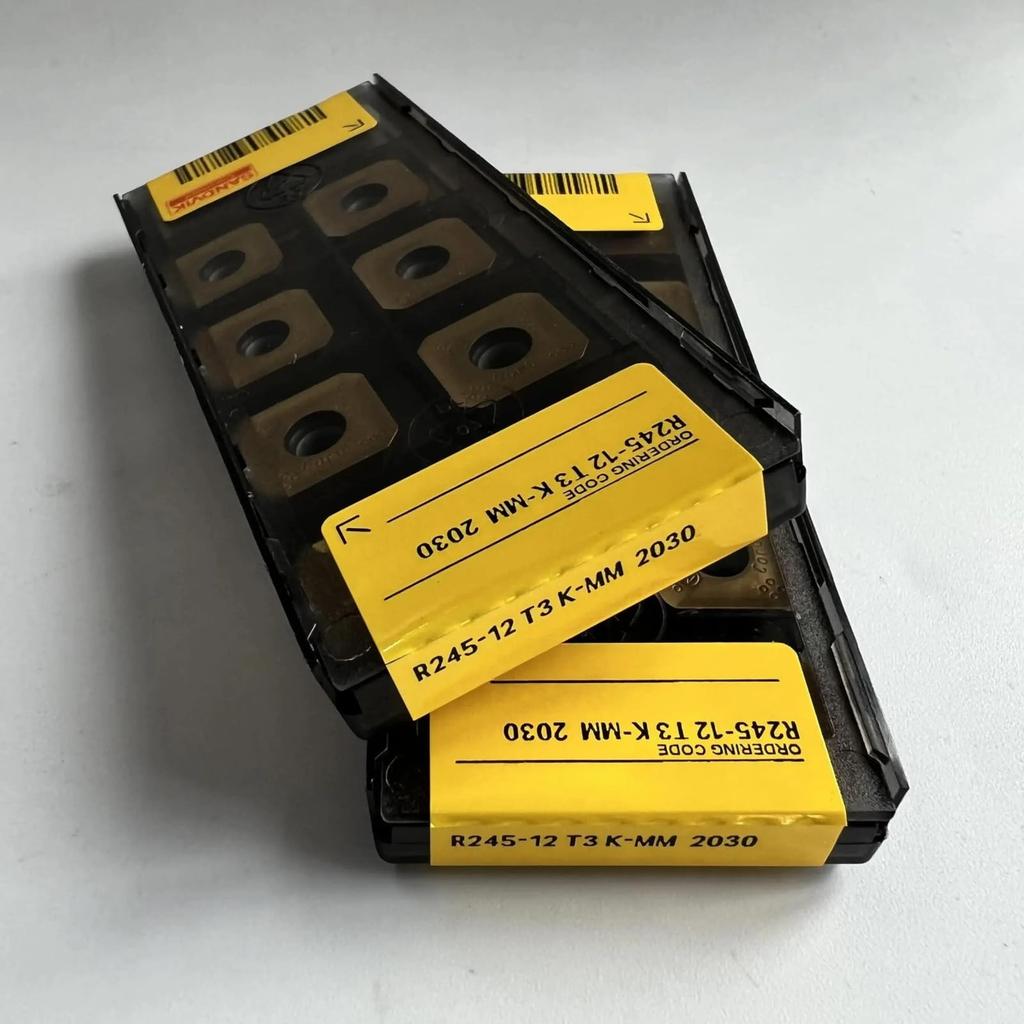 SANDVIK
ORDERING CODE
R245-12 T3 K-MM 2030
R245-12 T3 K-MM 2030
ORDERING CODE
R245-12 T3 K-MM 2030
R245-12 T3 K-MM 2030